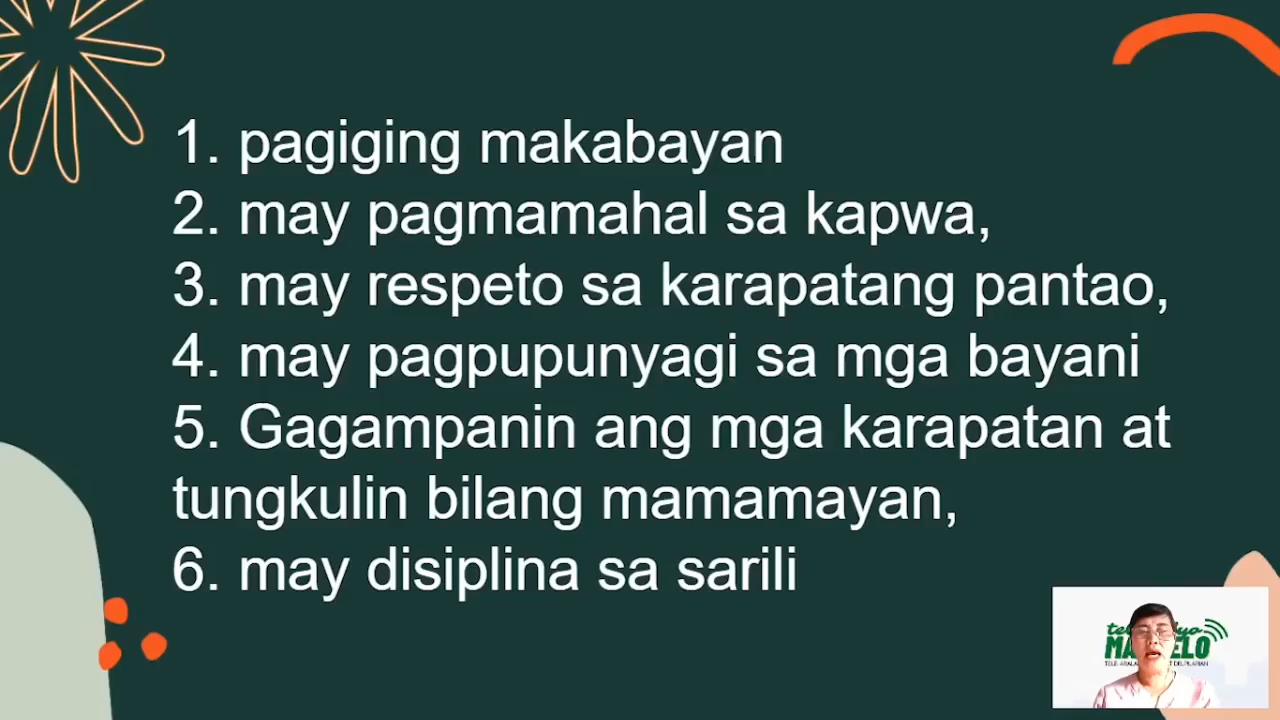 1. pagiging makabayan
2. may pagmamahal sa kapwa,
3. may respeto sa karapatang pantao,
4. may pagpupunyagi sa mga bayani
5. Gagampanin ang mga karapatan at
tungkulin bilang mamamayan,
6. may disiplina sa sarili